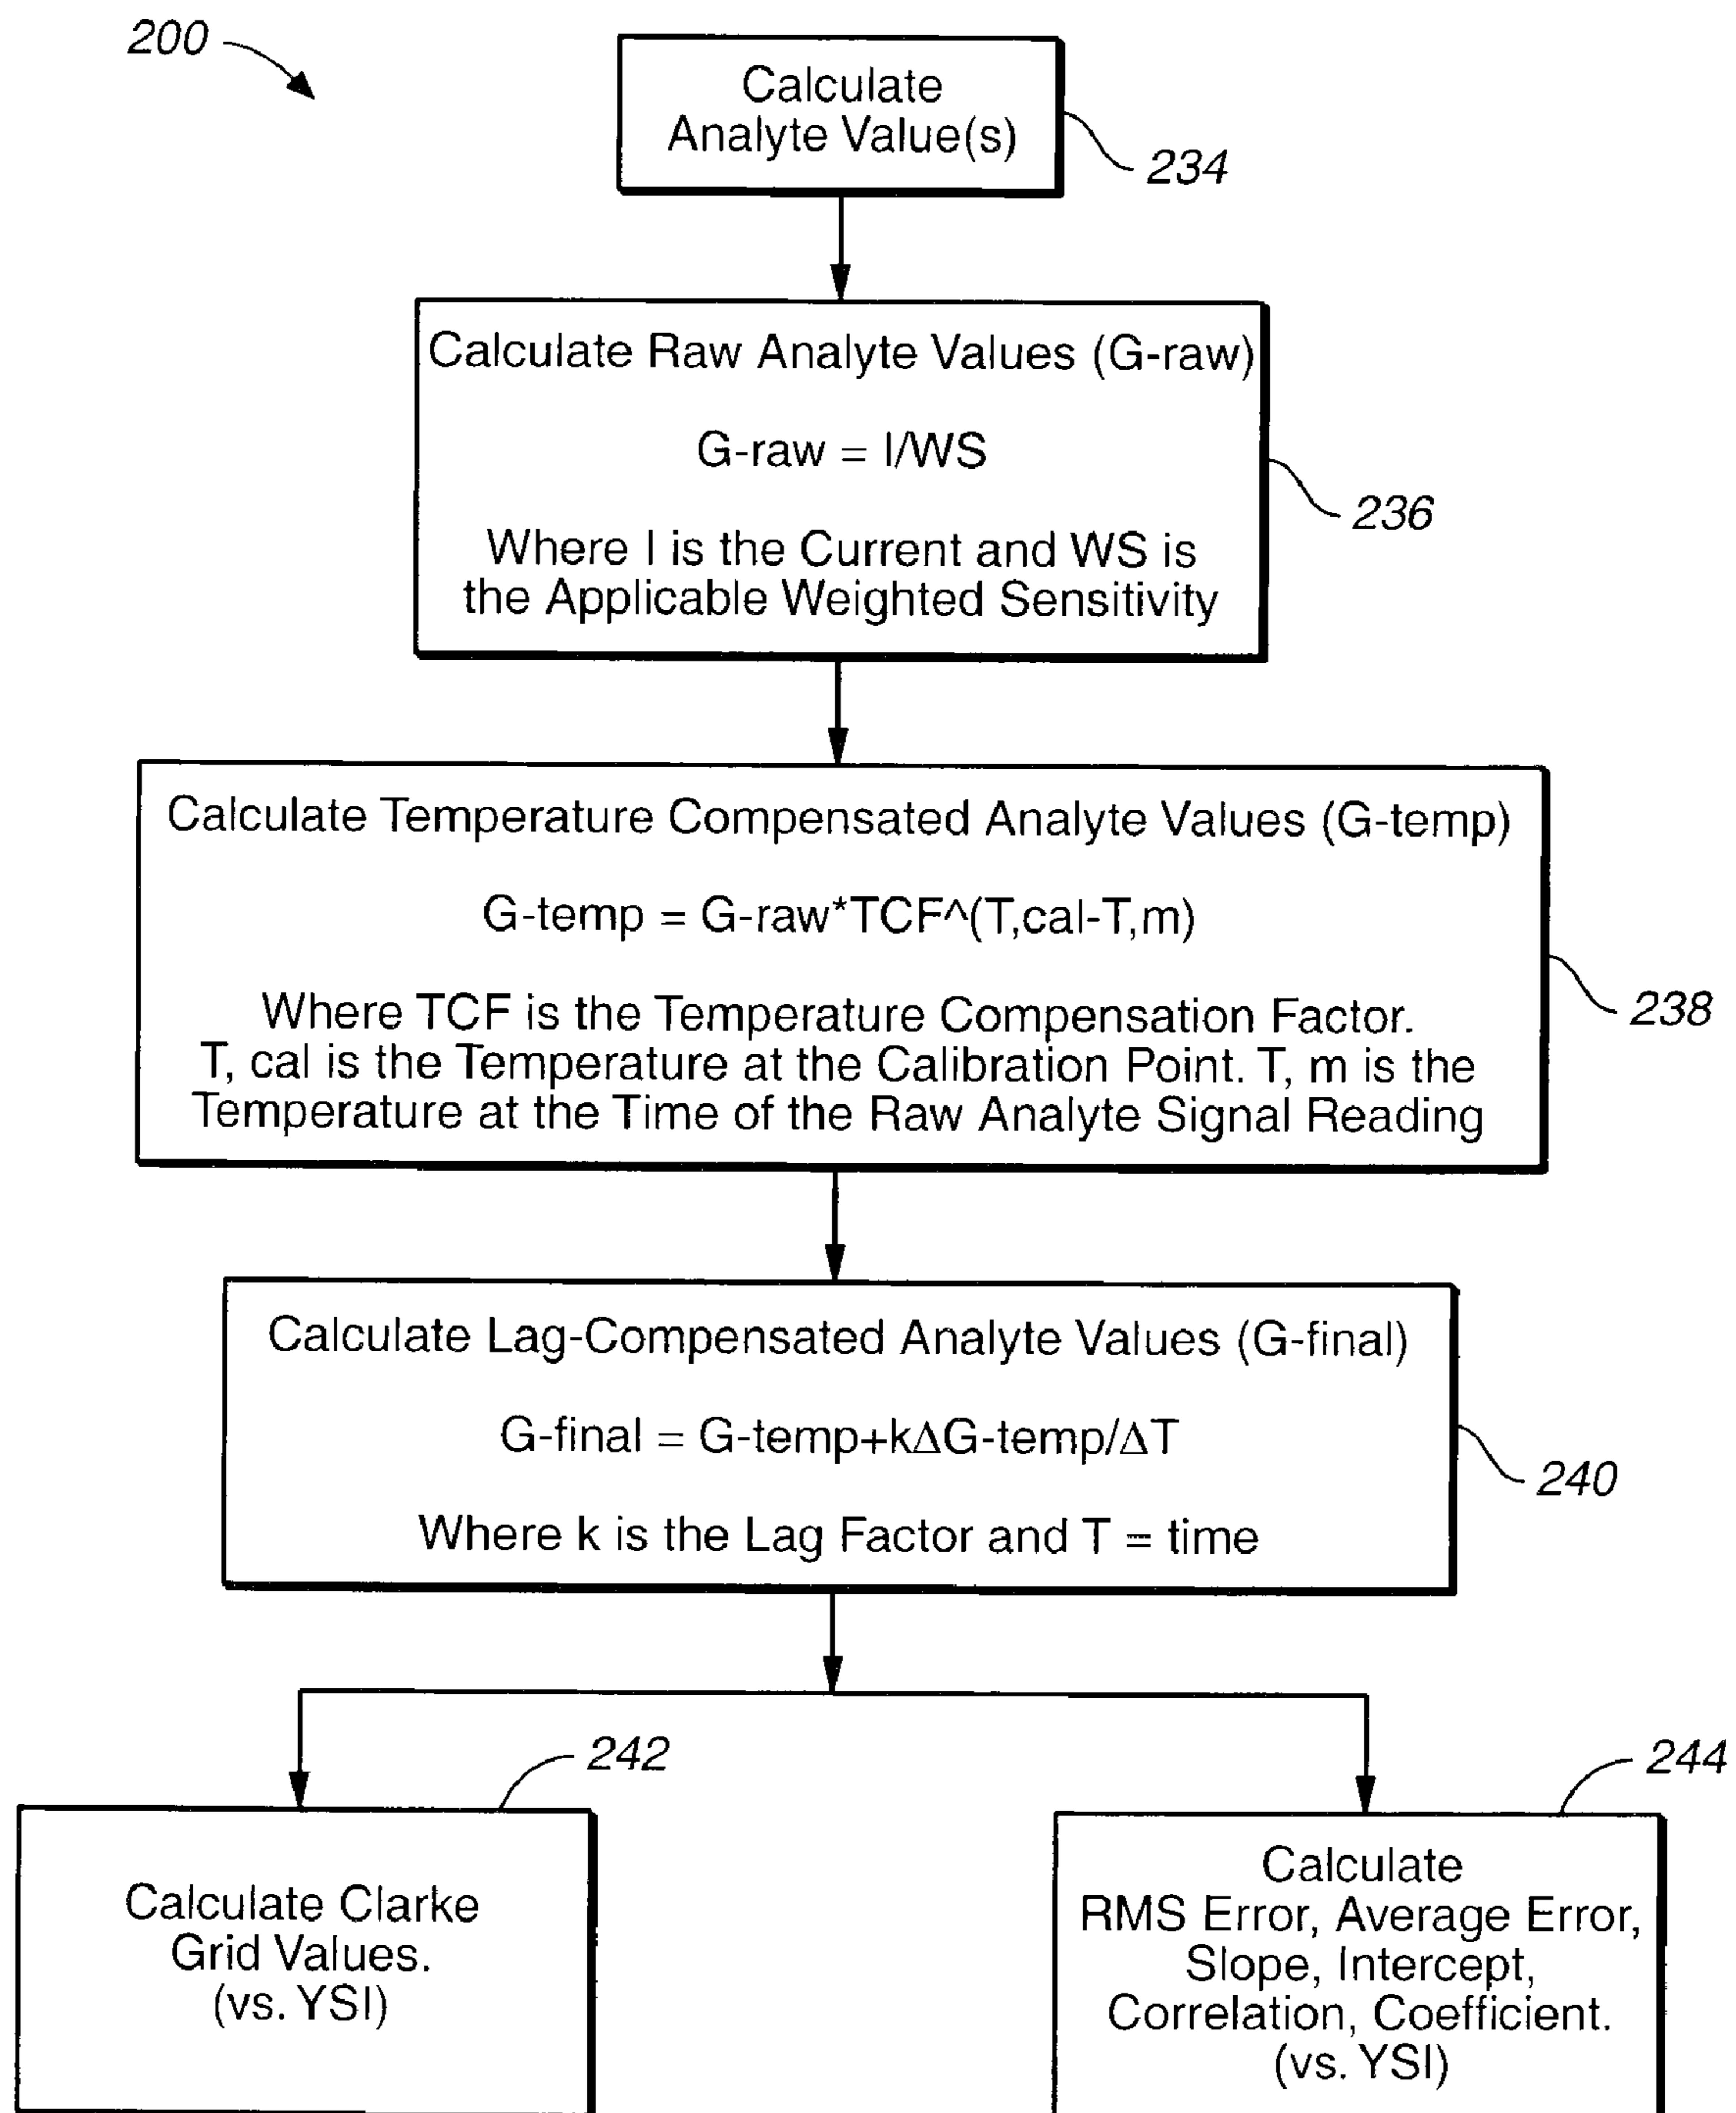 200
Calculate
Analyte Value(s)
234
Calculate Raw Analyte Values (G-raw)
G-raw = I/WS
Where I is the Current and WS is
the Applicable Weighted Sensitivity
236
Calculate Temperature Compensated Analyte Values (G-temp)
G-temp = G-raw*TCF^(T,cal-T,m)
Where TCF is the Temperature Compensation Factor.
T, cal is the Temperature at the Calibration Point. T, m is the
Temperature at the Time of the Raw Analyte Signal Reading
238
Calculate Lag-Compensated Analyte Values (G-final)
G-final = G-temp+kΔG-temp/ΔT
Where k is the Lag Factor and T = time
240
242
Calculate Clarke
Grid Values.
(vs. YSI)
244
Calculate
RMS Error, Average Error,
Slope, Intercept,
Correlation, Coefficient.
(vs. YSI)